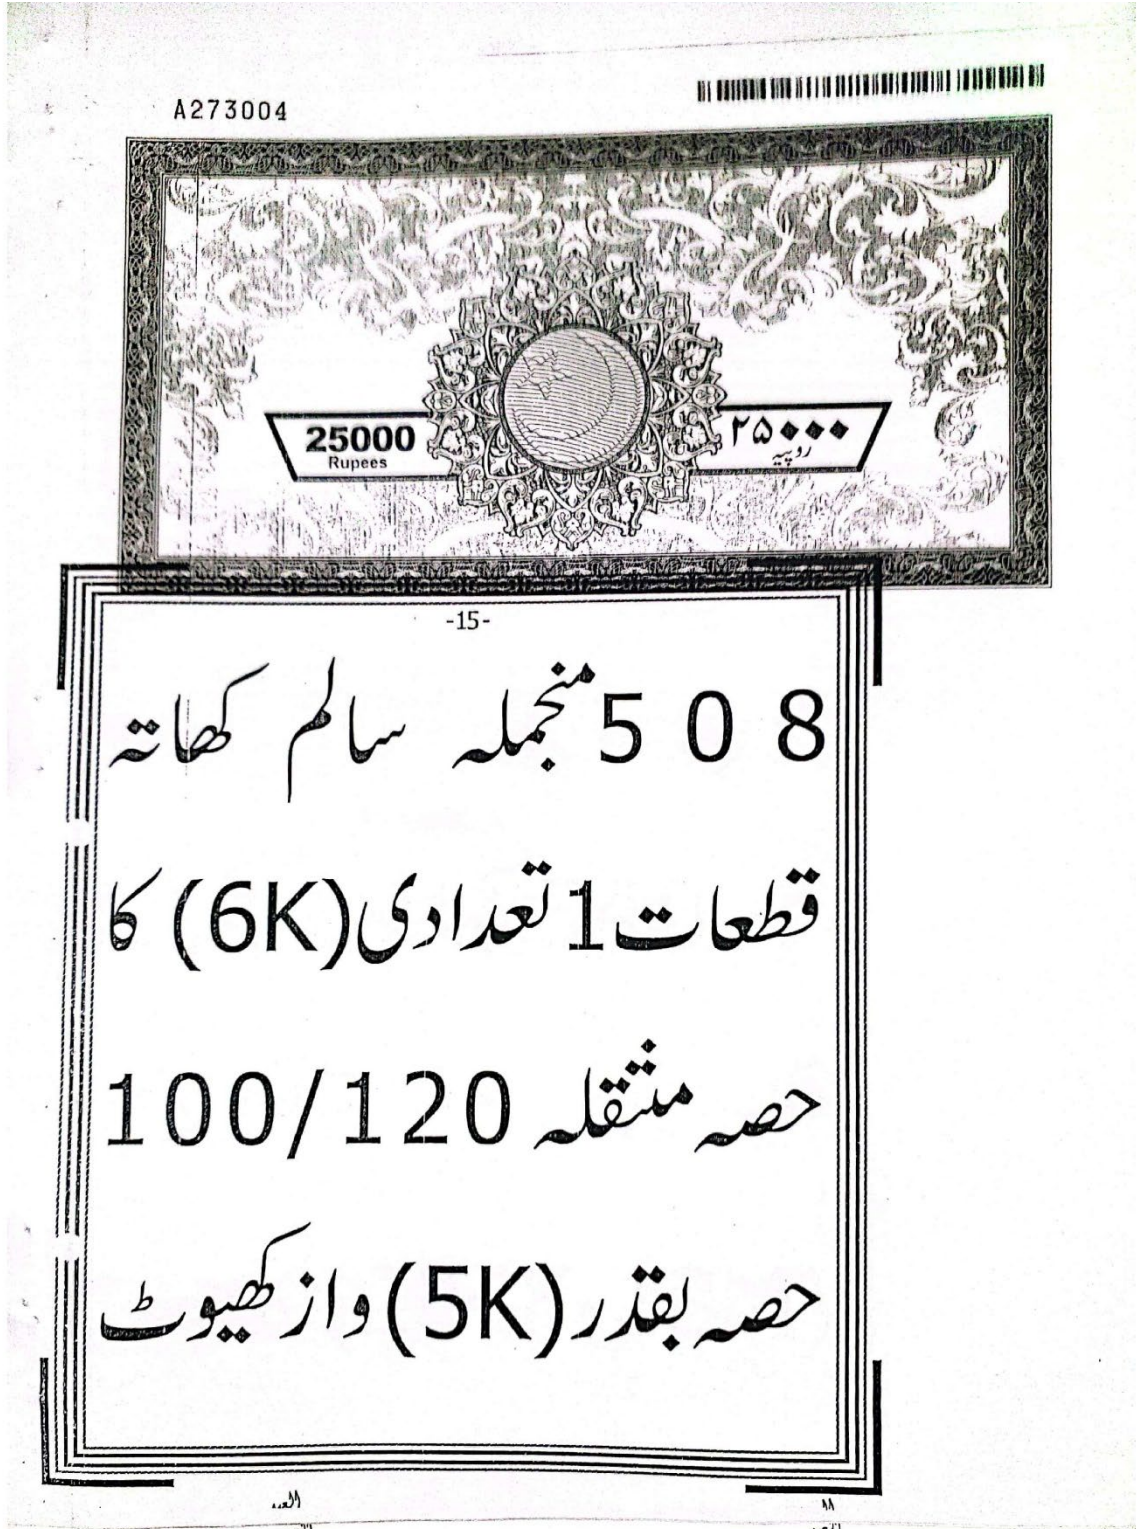 A273004
25000
Rupees
۲۵۰۰۰
روپیہ
-15-
508 منجملہ سالم کھاتہ
قطعات 1 تعدادی (6K) کا
حصہ منتقلہ 100/120
حصہ بقدر (5K) واز کھیوٹ
العبد